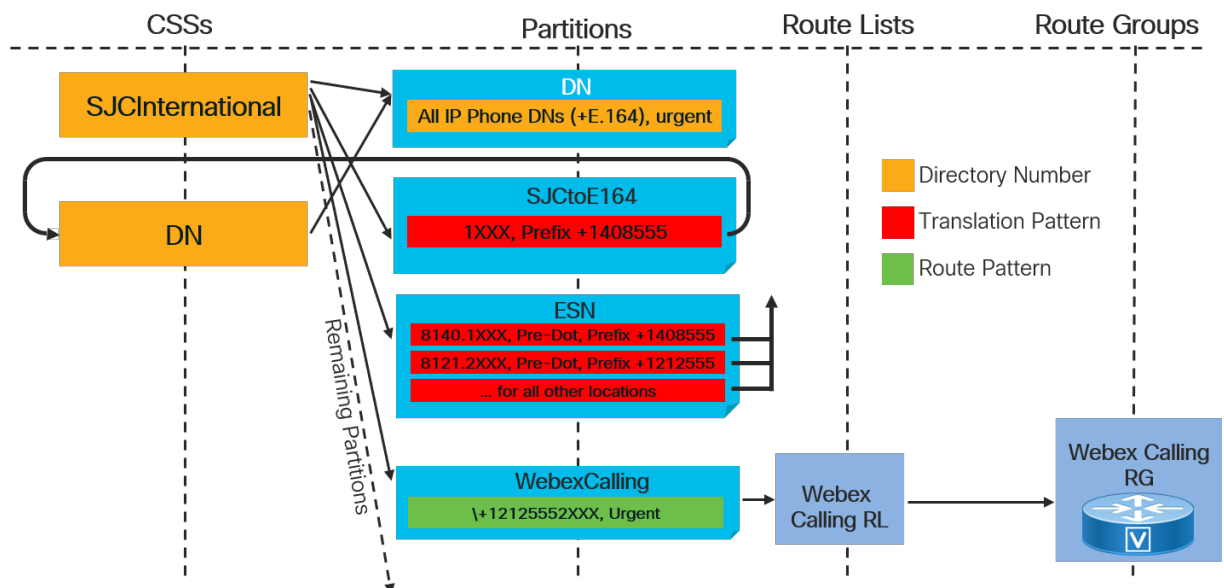 CSSs
Partitions
Route Lists
Route Groups
SJCInternational
DN
All IP Phone DNs (+E.164), urgent
DN
SJCtoE164
1XXX, Prefix +1408555
Directory Number
Translation Pattern
Route Pattern
ESN
8140.1XXX, Pre-Dot, Prefix +1408555
8121.2XXX, Pre-Dot, Prefix +1212555
... for all other locations
Remaining Partitions
WebexCalling
\+12125552XXX, Urgent
Webex
Calling RL
Webex Calling
RG
V